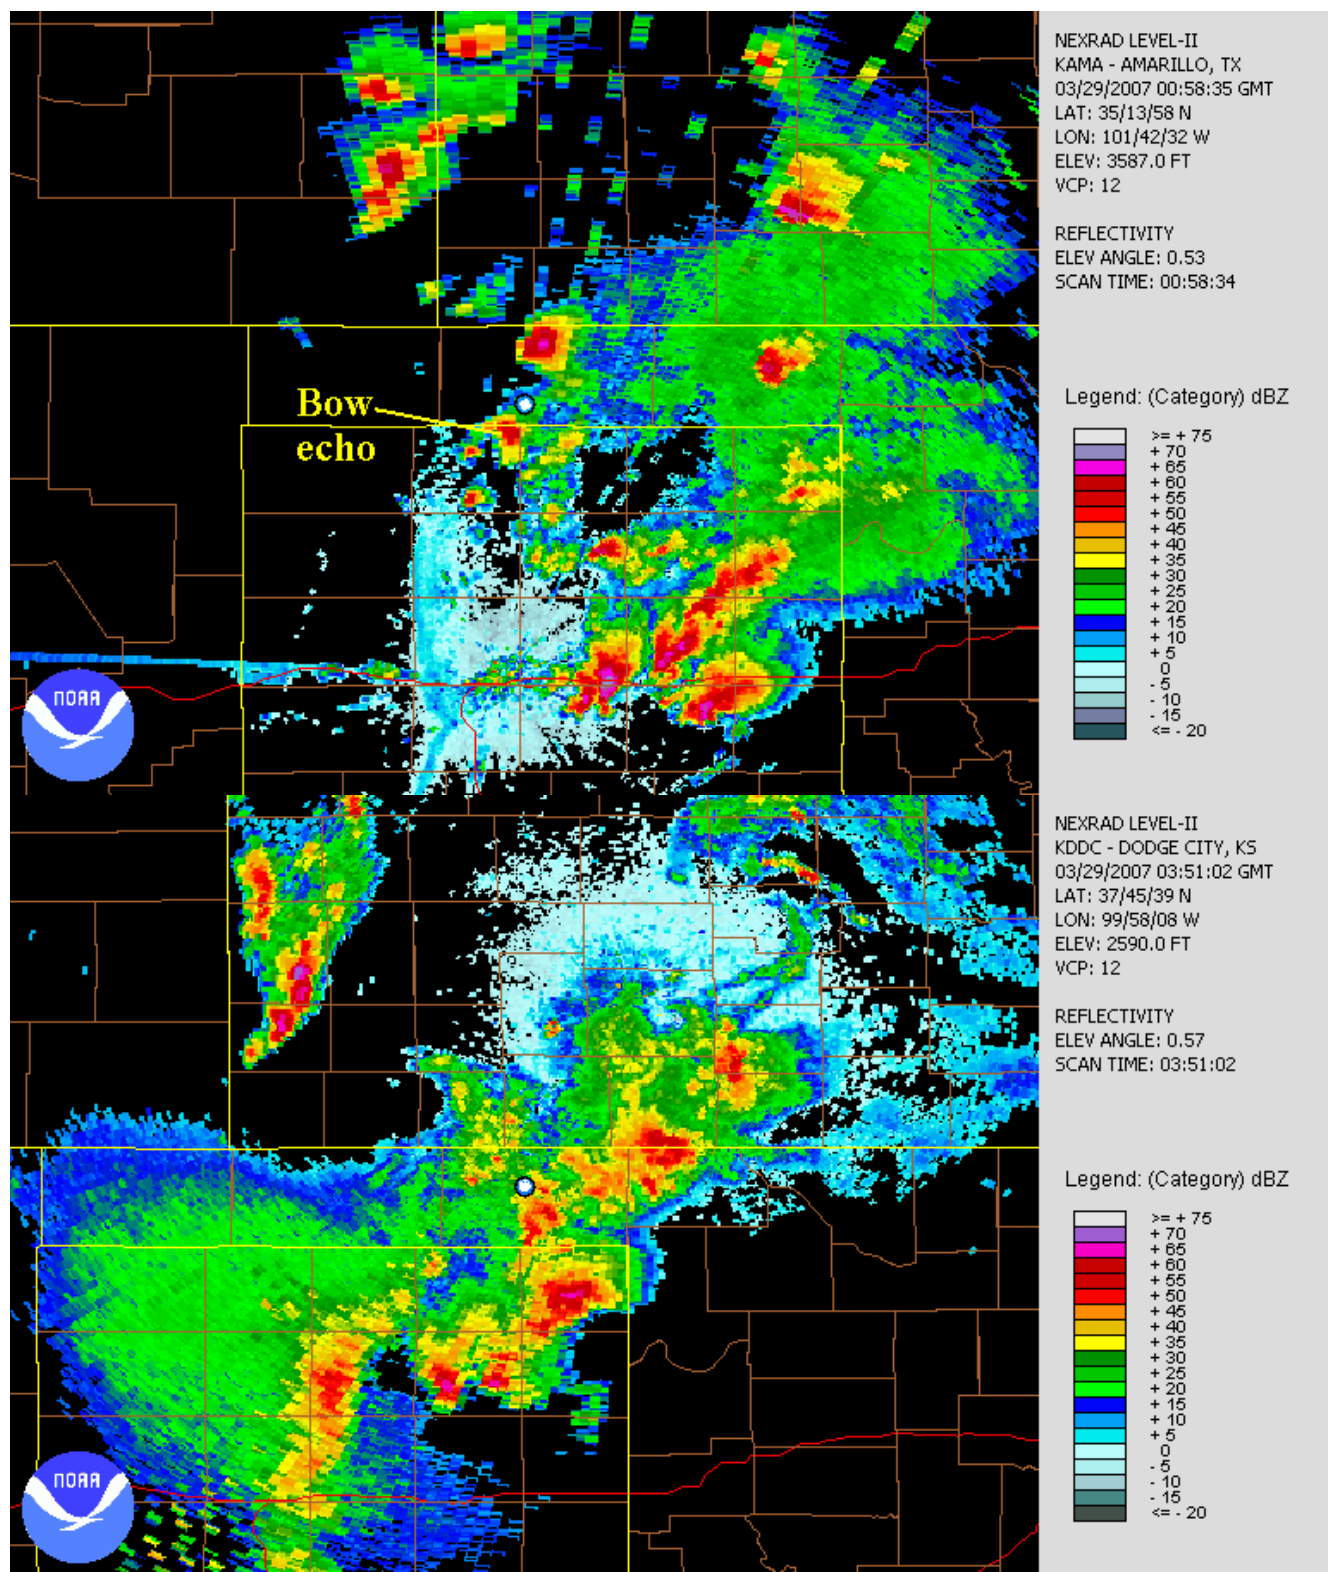 NEXRAD LEVEL-II
KAMA - AMARILLO, TX
03/29/2007 00:58:35 GMT
LAT: 35/13/58 N
LON: 101/42/32 W
ELEV: 3587.0 FT
VCP: 12
REFLECTIVITY
ELEV ANGLE: 0.53
SCAN TIME: 00:58:34
Bow
echo
Legend: (Category) dBZ
>= + 75
+ 70
+ 65
+ 60
+ 55
+ 50
+ 45
+ 40
+ 35
+ 30
+ 25
+ 20
+ 15
+ 10
+ 5
0
- 5
- 10
- 15
<= - 20
NOAA
NEXRAD LEVEL-II
KDDC - DODGE CITY, KS
03/29/2007 03:51:02 GMT
LAT: 37/45/39 N
LON: 99/58/08 W
ELEV: 2590.0 FT
VCP: 12
REFLECTIVITY
ELEV ANGLE: 0.57
SCAN TIME: 03:51:02
Legend: (Category) dBZ
>= + 75
+ 70
+ 65
+ 60
+ 55
+ 50
+ 45
+ 40
+ 35
+ 30
+ 25
+ 20
+ 15
+ 10
+ 5
0
- 5
- 10
- 15
<= - 20
NOAA